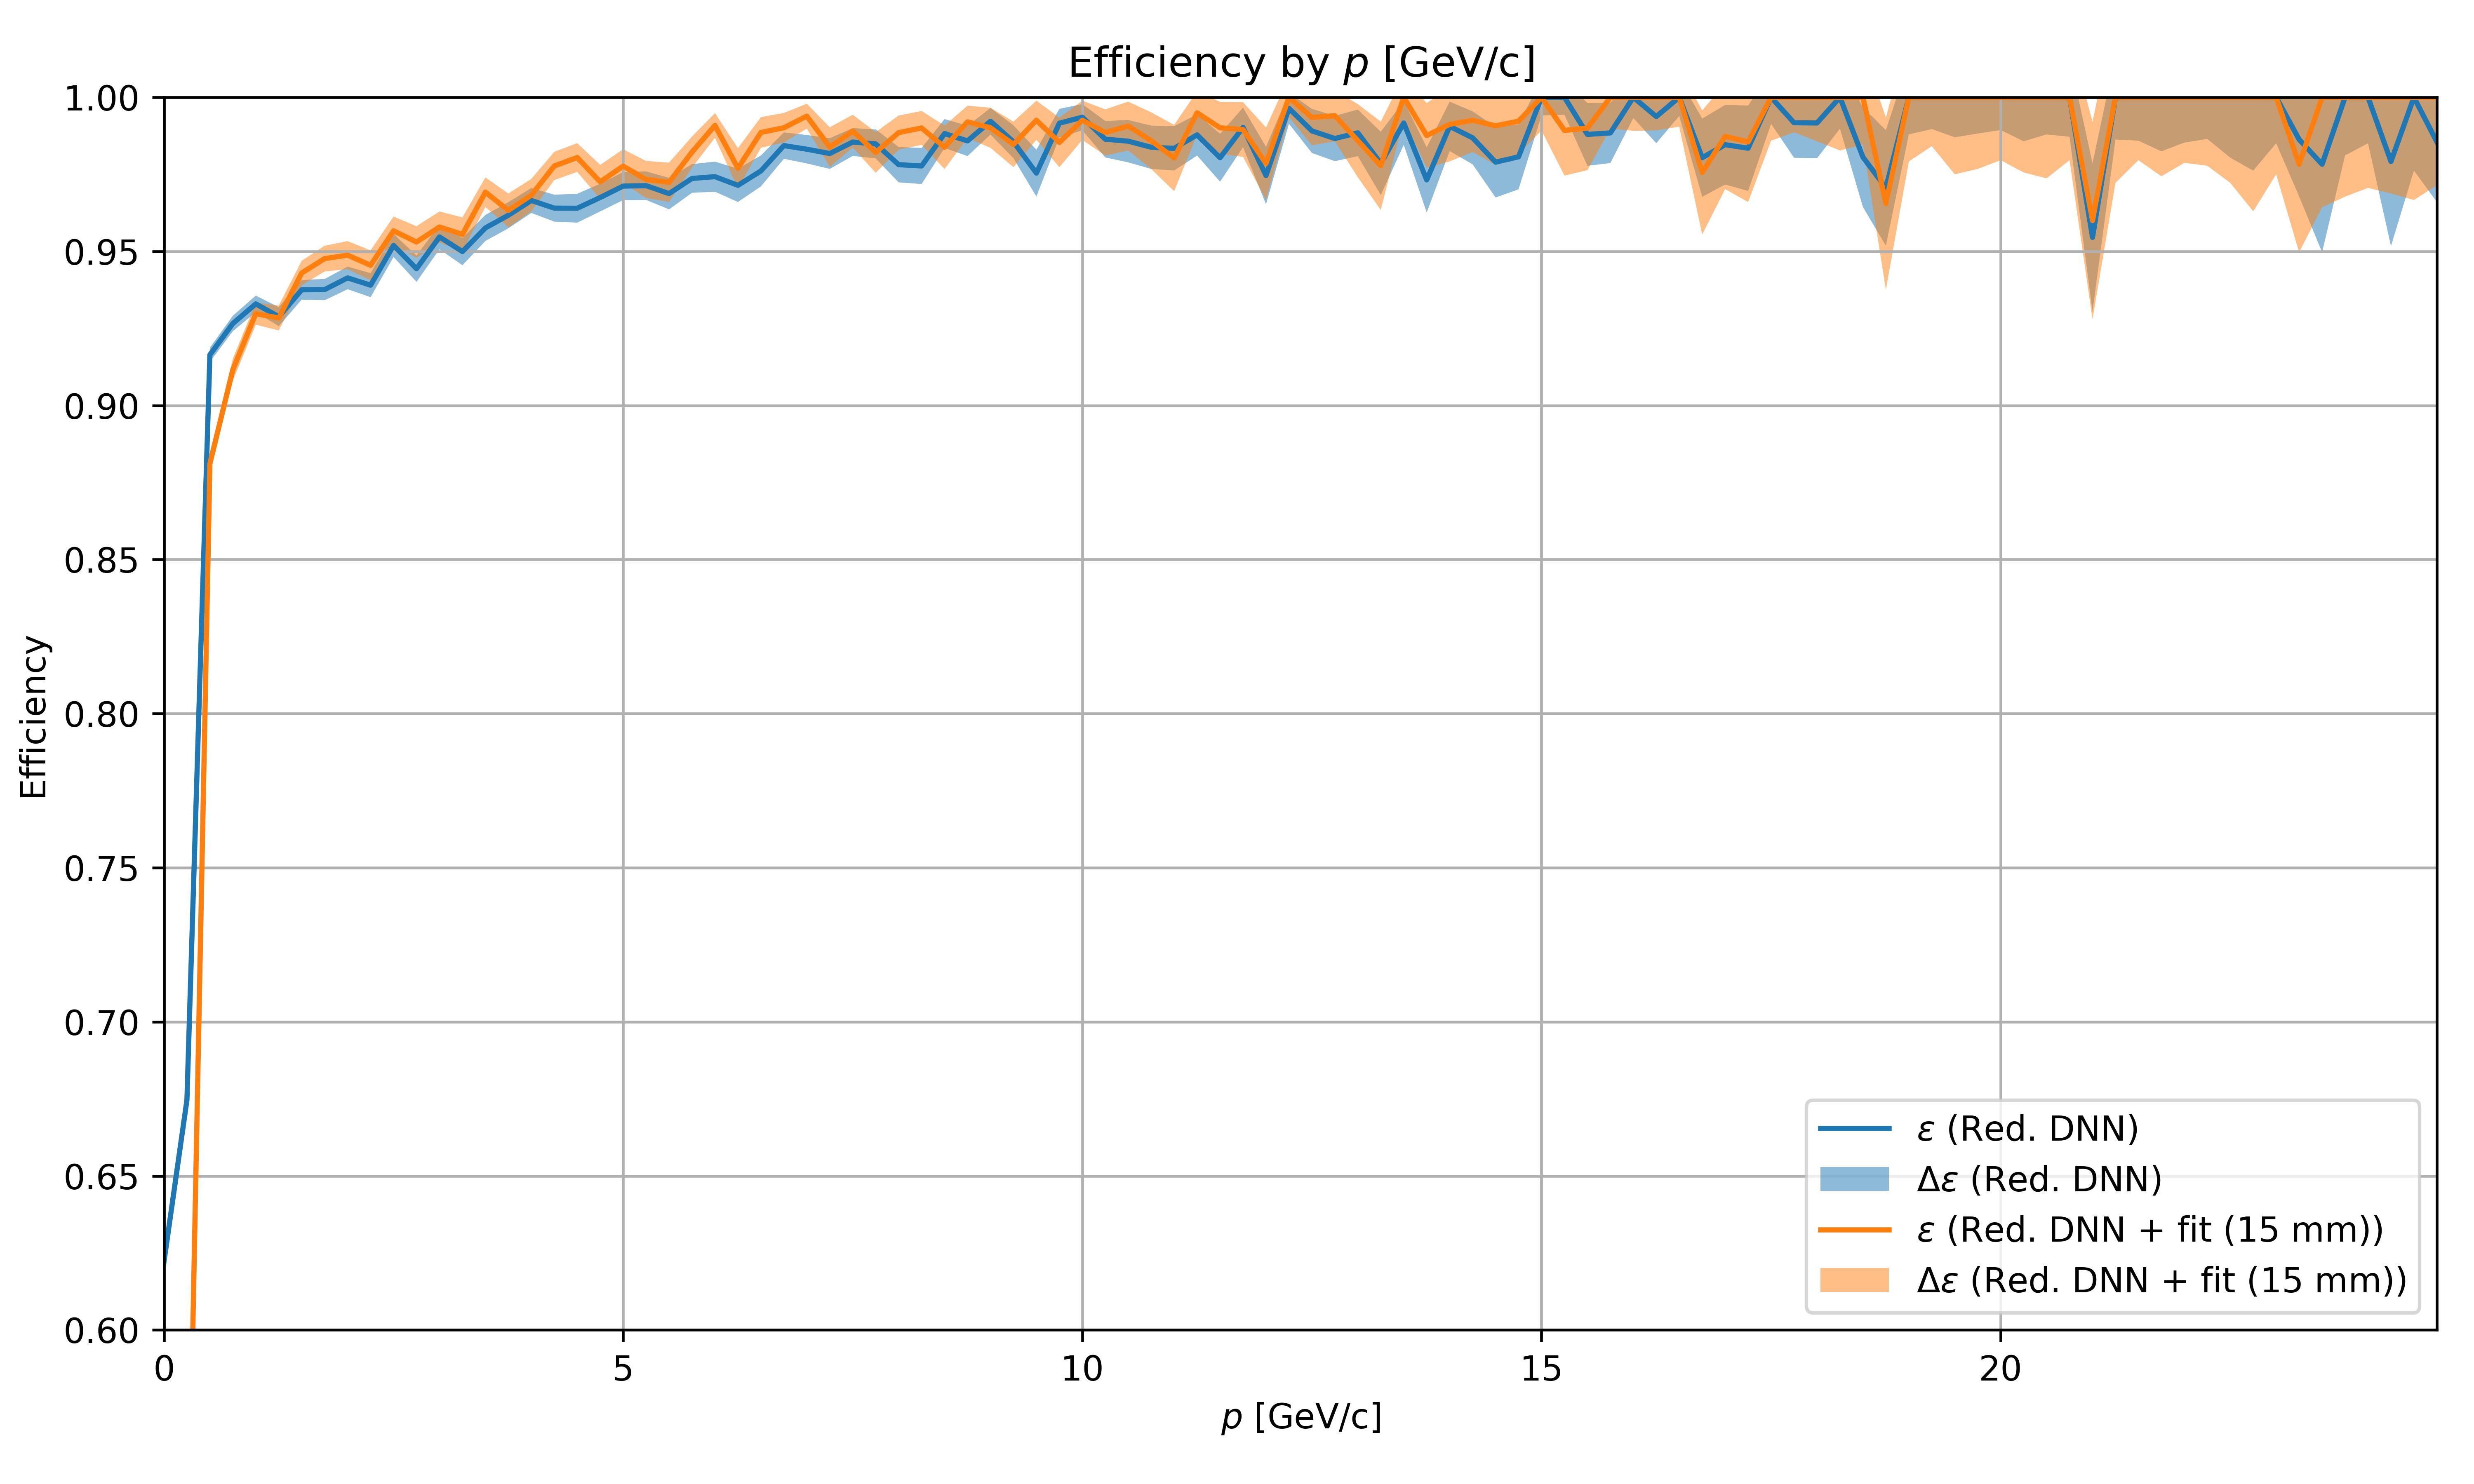 Efficiency by p [GeV/c]
1.00
0.95
0.90
0.85
0.80
0.75
0.70
0.65
0.60
Efficiency
0 5 10 15 20
p [GeV/c]
ε (Red. DNN)
Δε (Red. DNN)
ε (Red. DNN + fit (15 mm))
Δε (Red. DNN + fit (15 mm))